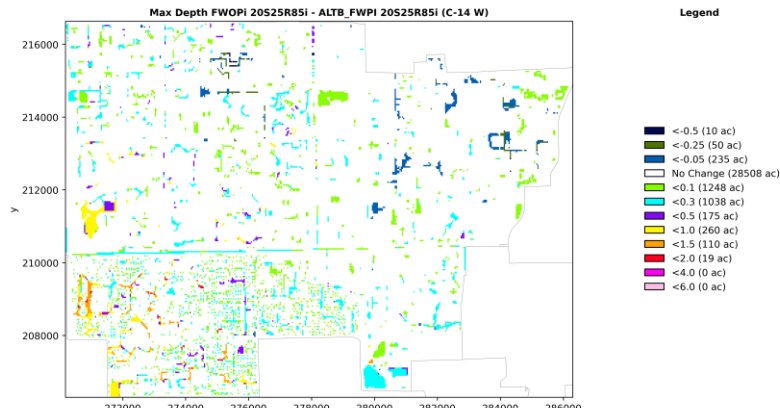 Max Depth FWOPi 20S25R85i - ALTB_FWPI 20S25R85i (C-14 W)
Legend
216000
214000
212000
210000
208000
y
<-0.5 (10 ac)
<-0.25 (50 ac)
<-0.05 (235 ac)
No Change (28508 ac)
<0.1 (1248 ac)
<0.3 (1038 ac)
<0.5 (175 ac)
<1.0 (260 ac)
<1.5 (110 ac)
<2.0 (19 ac)
<4.0 (0 ac)
<6.0 (0 ac)
272000 274000 276000 280000 282000 284000 286000